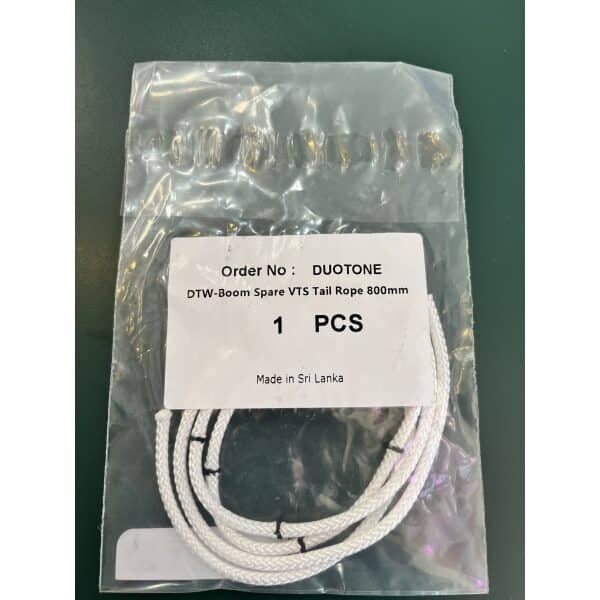 Order No : DUOTONE
DTW-Boom Spare VTS Tail Rope 800mm
1 PCS
Made in Sri Lanka